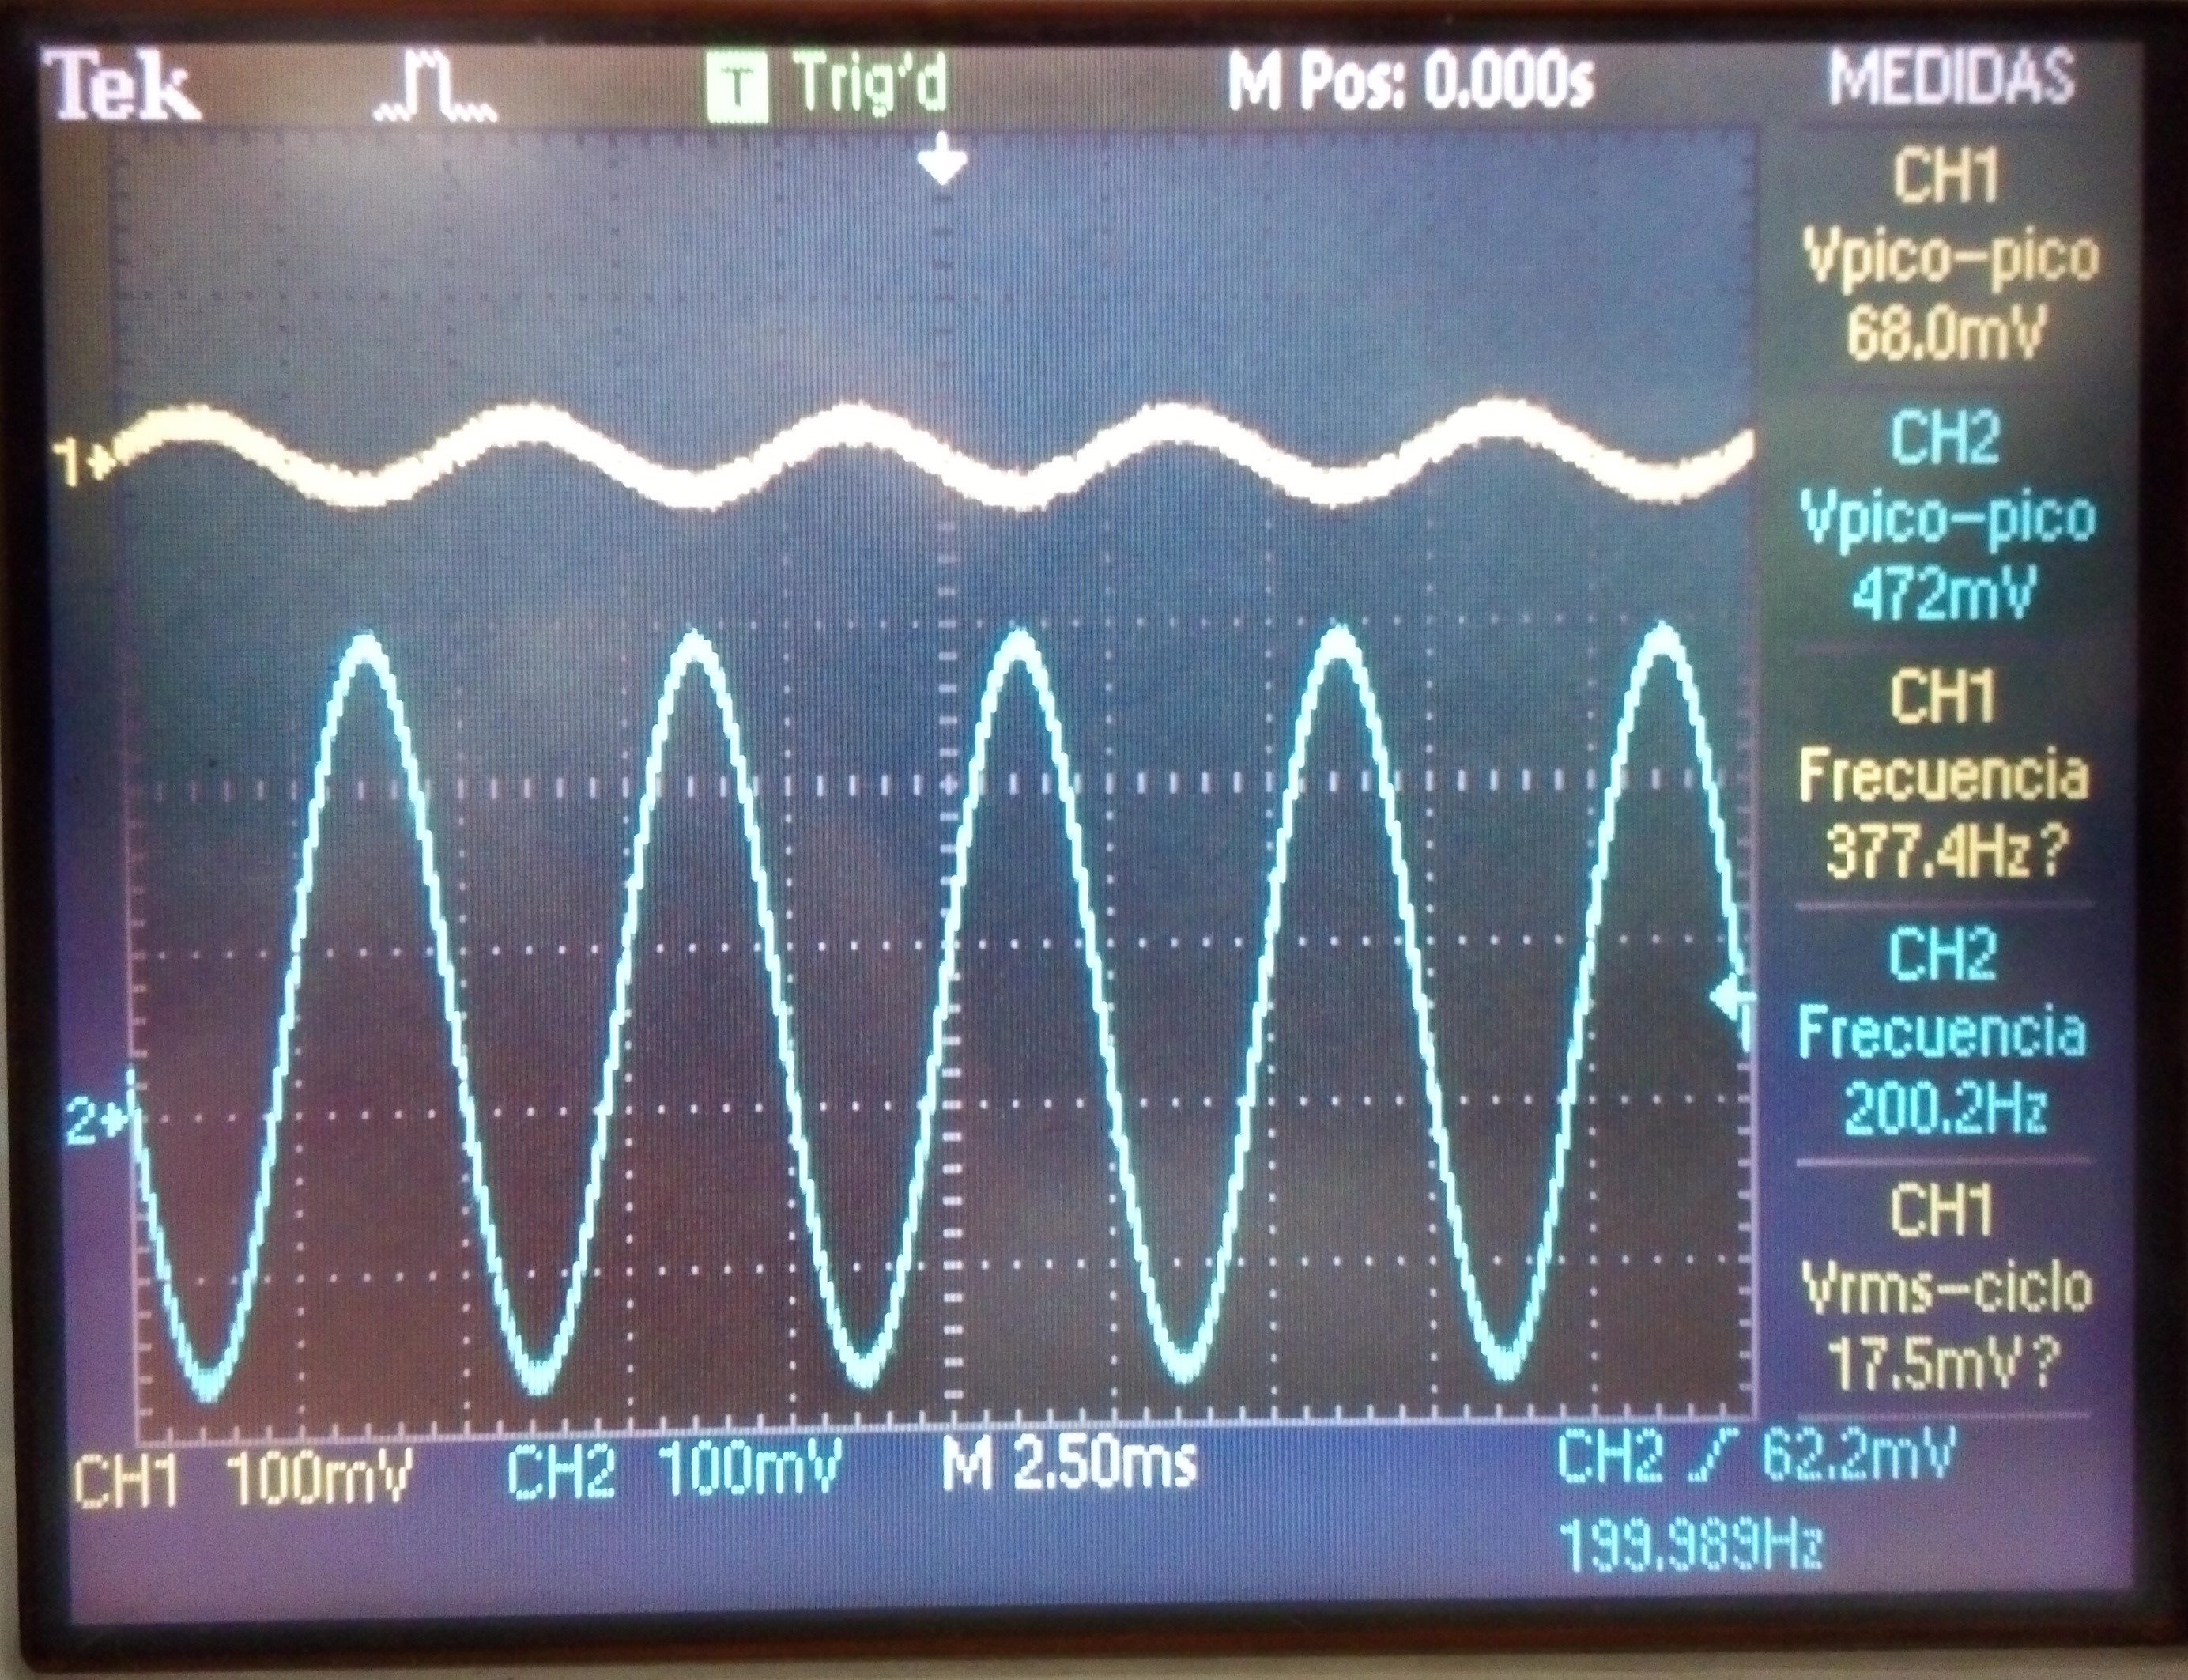 Tek T Trig'd M Pos: 0.000s MEDIDAS
CH1
Vpico-pico
68.0mV
CH2
Vpico-pico
472mV
CH1
Frecuencia
377.4Hz?
CH2
Frecuencia
200.2Hz
CH1
Vrms-ciclo
17.5mV?
1
2
CH1 100mV CH2 100mV M 2.50ms CH2 62.2mV
199.989Hz